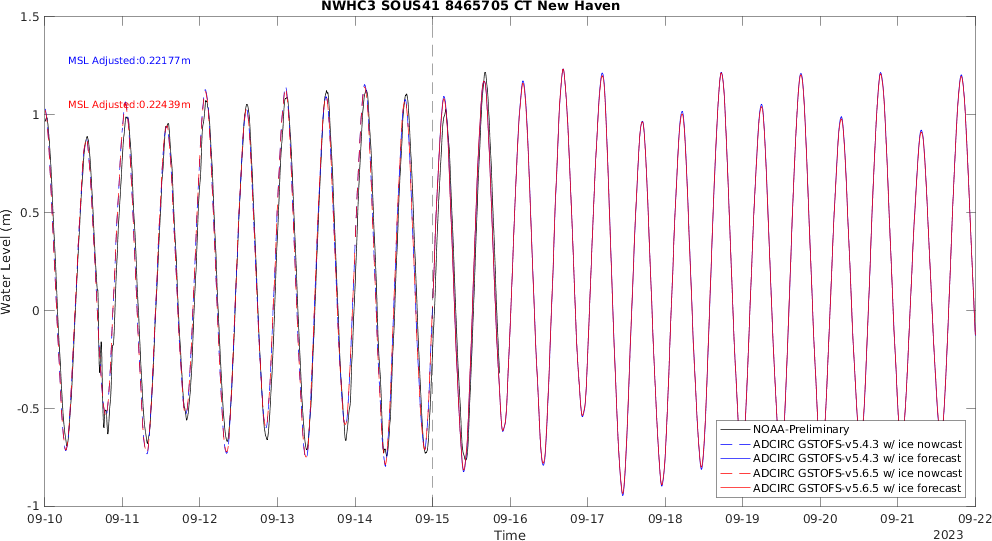 NWHC3 SOUS41 8465705 CT New Haven
1.5
1
0.5
0
-0.5
-1
Water Level (m)
MSL Adjusted:0.22177m
MSL Adjusted:0.22439m
NOAA-Preliminary
ADCIRC GSTOFS-v5.4.3 w/ ice nowcast
ADCIRC GSTOFS-v5.4.3 w/ ice forecast
ADCIRC GSTOFS-v5.6.5 w/ ice nowcast
ADCIRC GSTOFS-v5.6.5 w/ ice forecast
09-10 09-11 09-12 09-13 09-14 09-15 09-16 09-17 09-18 09-19 09-20 09-21 09-22
Time
2023